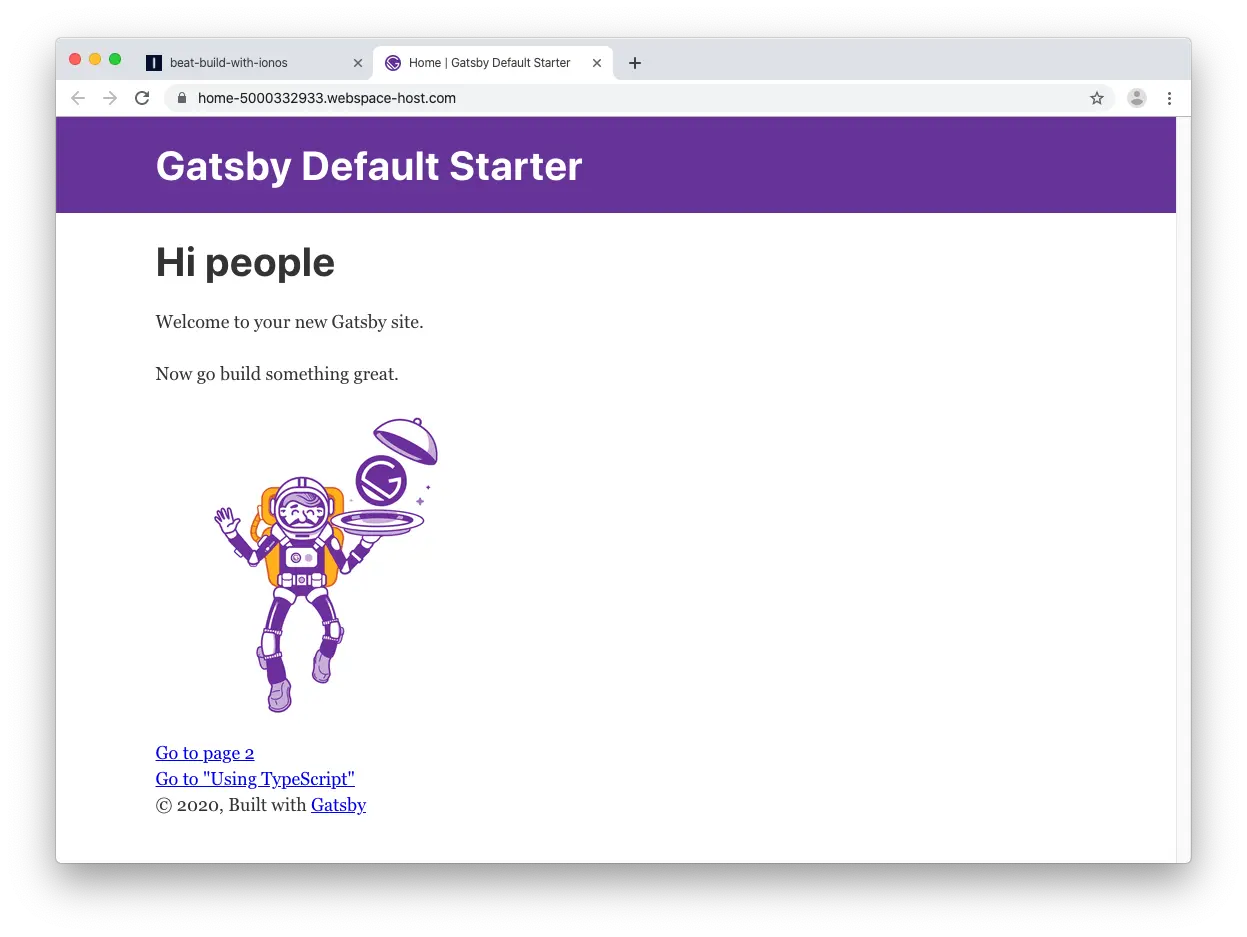 beat-build-with-ionos
Home | Gatsby Default Starter
home-5000332933.webspace-host.com
Gatsby Default Starter
Hi people
Welcome to your new Gatsby site.
Now go build something great.
Go to page 2
Go to "Using TypeScript"
© 2020, Built with Gatsby